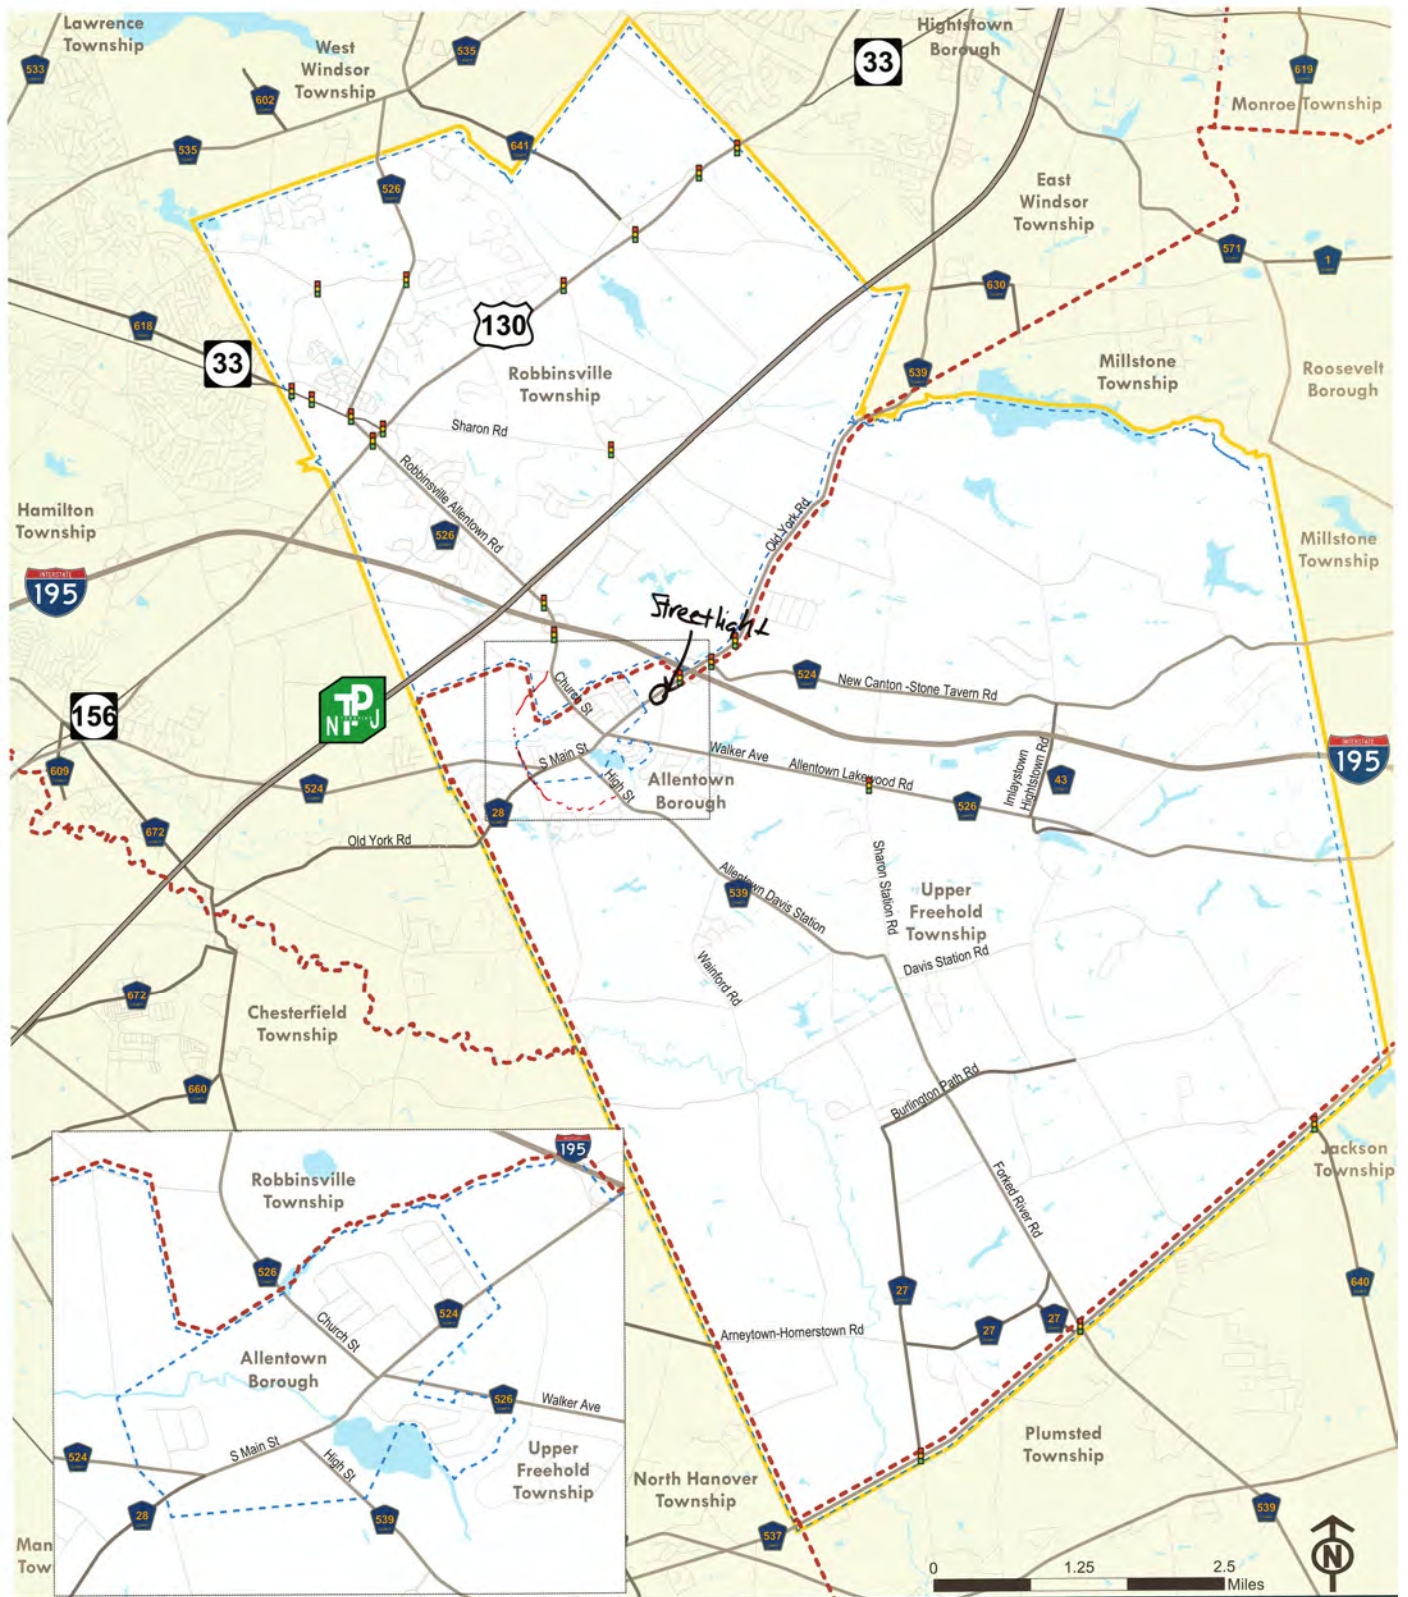 Lawrence
Township
West
Windsor
Township
Hightstown
Borough
33
535
533
602
619
Monroe Township
535
641
526
East
Windsor
Township
571
1
630
618
130
33
Robbinsville
Township
539
Millstone
Township
Roosevelt
Borough
Sharon Rd
Robbinsville Allentown Rd
Old York Rd
Hamilton
Township
526
Millstone
Township
INTERSTATE
195
Streetlight
524
New Canton -Stone Tavern Rd
N TP J
156
Church St
S Main St
Walker Ave
Allentown Lakewood Rd
INTERSTATE
195
609
524
High St
Allentown
Borough
Imlaystown
Hightstown Rd
43
28
526
672
Old York Rd
Sharon Station Rd
Allentown Davis Station
539
Upper
Freehold
Township
Davis Station Rd
Wainford Rd
672
Chesterfield
Township
660
Burlington Path Rd
Jackson
Township
195
Robbinsville
Township
Forked River Rd
526
524
27
640
27
27
Church St
Arneytown-Hornerstown Rd
Allentown
Borough
526
Walker Ave
Plumsted
Township
S Main St
High St
Upper
Freehold
Township
524
North Hanover
Township
28
539
537
539
Man
Tow
0 1.25 2.5
Miles
N